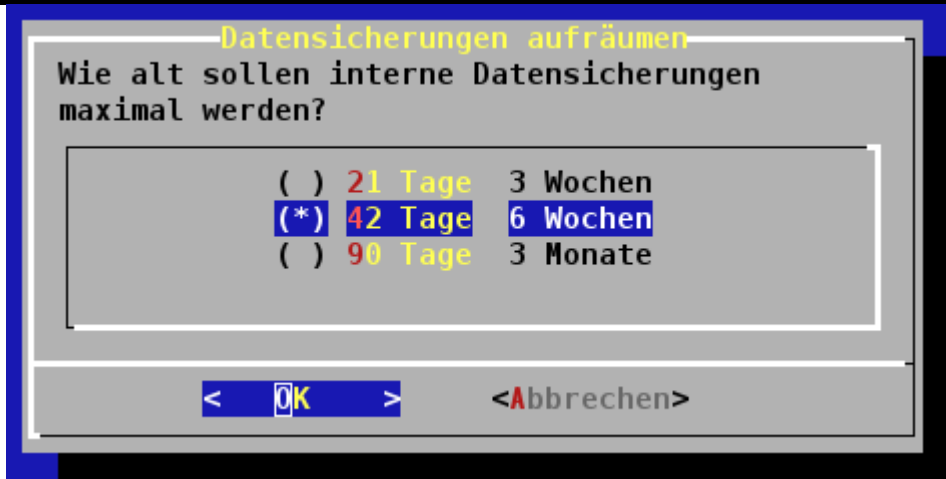 Datensicherungen aufräumen
Wie alt sollen interne Datensicherungen
maximal werden?
( ) 21 Tage 3 Wochen
(*) 42 Tage 6 Wochen
( ) 90 Tage 3 Monate
< OK > <Abbrechen>